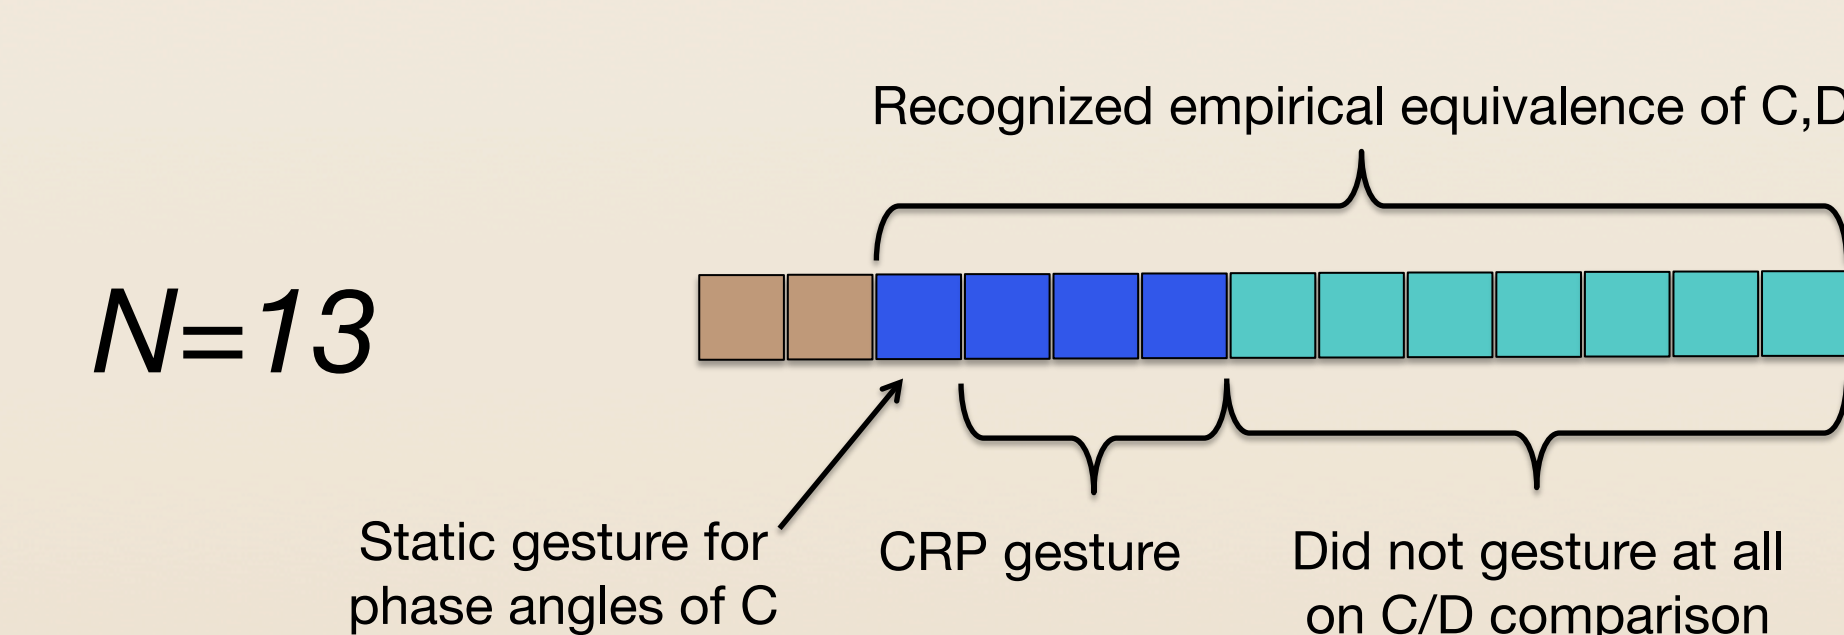 Recognized empirical equivalence of C,D
N=13
Static gesture for
phase angles of C
CRP gesture
Did not gesture at all
on C/D comparison